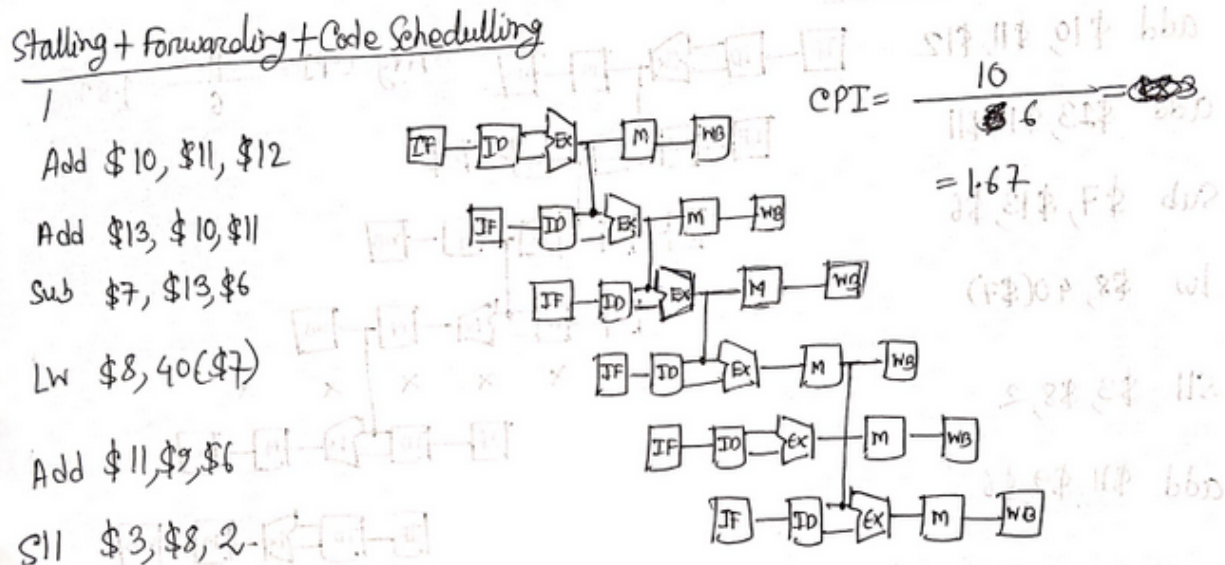 Stalling + Forwarding + Code Schedulling
1
CPI = 10 / 6 =
= 1.67
Add $10, $11, $12
IF ID Ex M WB
Add $13, $10, $11
IF ID Ex M WB
Sub $7, $13, $6
IF ID Ex M WB
LW $8, 40($7)
IF ID Ex M WB
Add $11, $9, $6
IF ID Ex M WB
Sll $3, $8, 2
IF ID Ex M WB